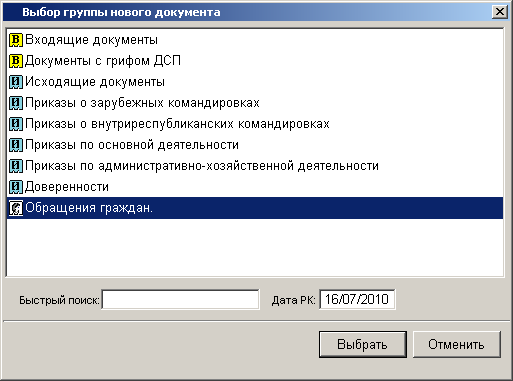 Выбор группы нового документа
В Входящие документы
В Документы с грифом ДСП
И Исходящие документы
И Приказы о зарубежных командировках
И Приказы о внутриреспубликанских командировках
И Приказы по основной деятельности
И Приказы по административно-хозяйственной деятельности
И Доверенности
Обращения граждан.
Быстрый поиск: Дата РК: 16/07/2010
Выбрать Отменить